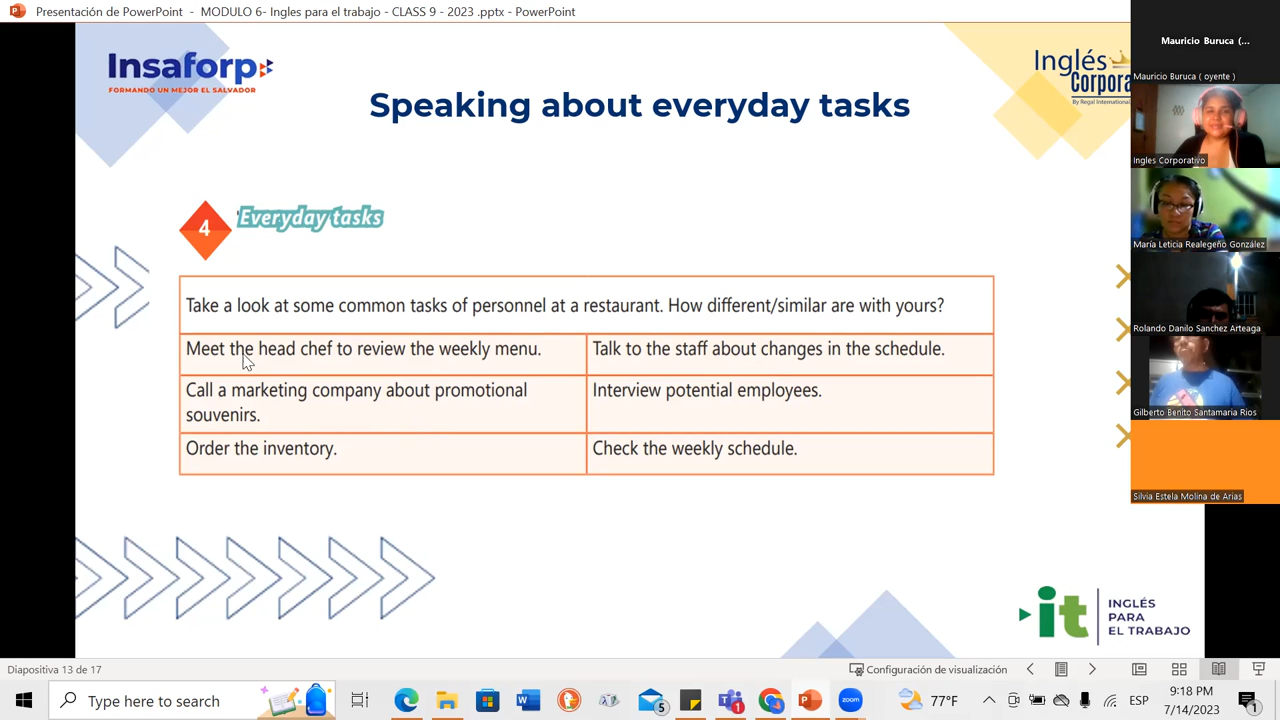 Presentación de PowerPoint - MODULO 6- Ingles para el trabajo - CLASS 9 - 2023 .pptx - PowerPoint
Insaforp
FORMANDO UN MEJOR EL SALVADOR
Inglés
Corpora
By Regal International
Speaking about everyday tasks
4
Everyday tasks
Take a look at some common tasks of personnel at a restaurant. How different/similar are with yours?
Meet the head chef to review the weekly menu.
Talk to the staff about changes in the schedule.
Call a marketing company about promotional
souvenirs.
Interview potential employees.
Order the inventory.
Check the weekly schedule.
it
INGLÉS
PARA
EL TRABAJO
Mauricio Buruca (...
Mauricio Buruca ( oyente )
Ingles Corporativo
María Leticia Realegeño González
Rolando Danilo Sanchez Arteaga
Gilberto Benito Santamaria Rios
Silvia Estela Molina de Arias
Diapositiva 13 de 17
Configuración de visualización
Type here to search
5
1
zoom
77°F
ESP
9:18 PM
7/14/2023
1